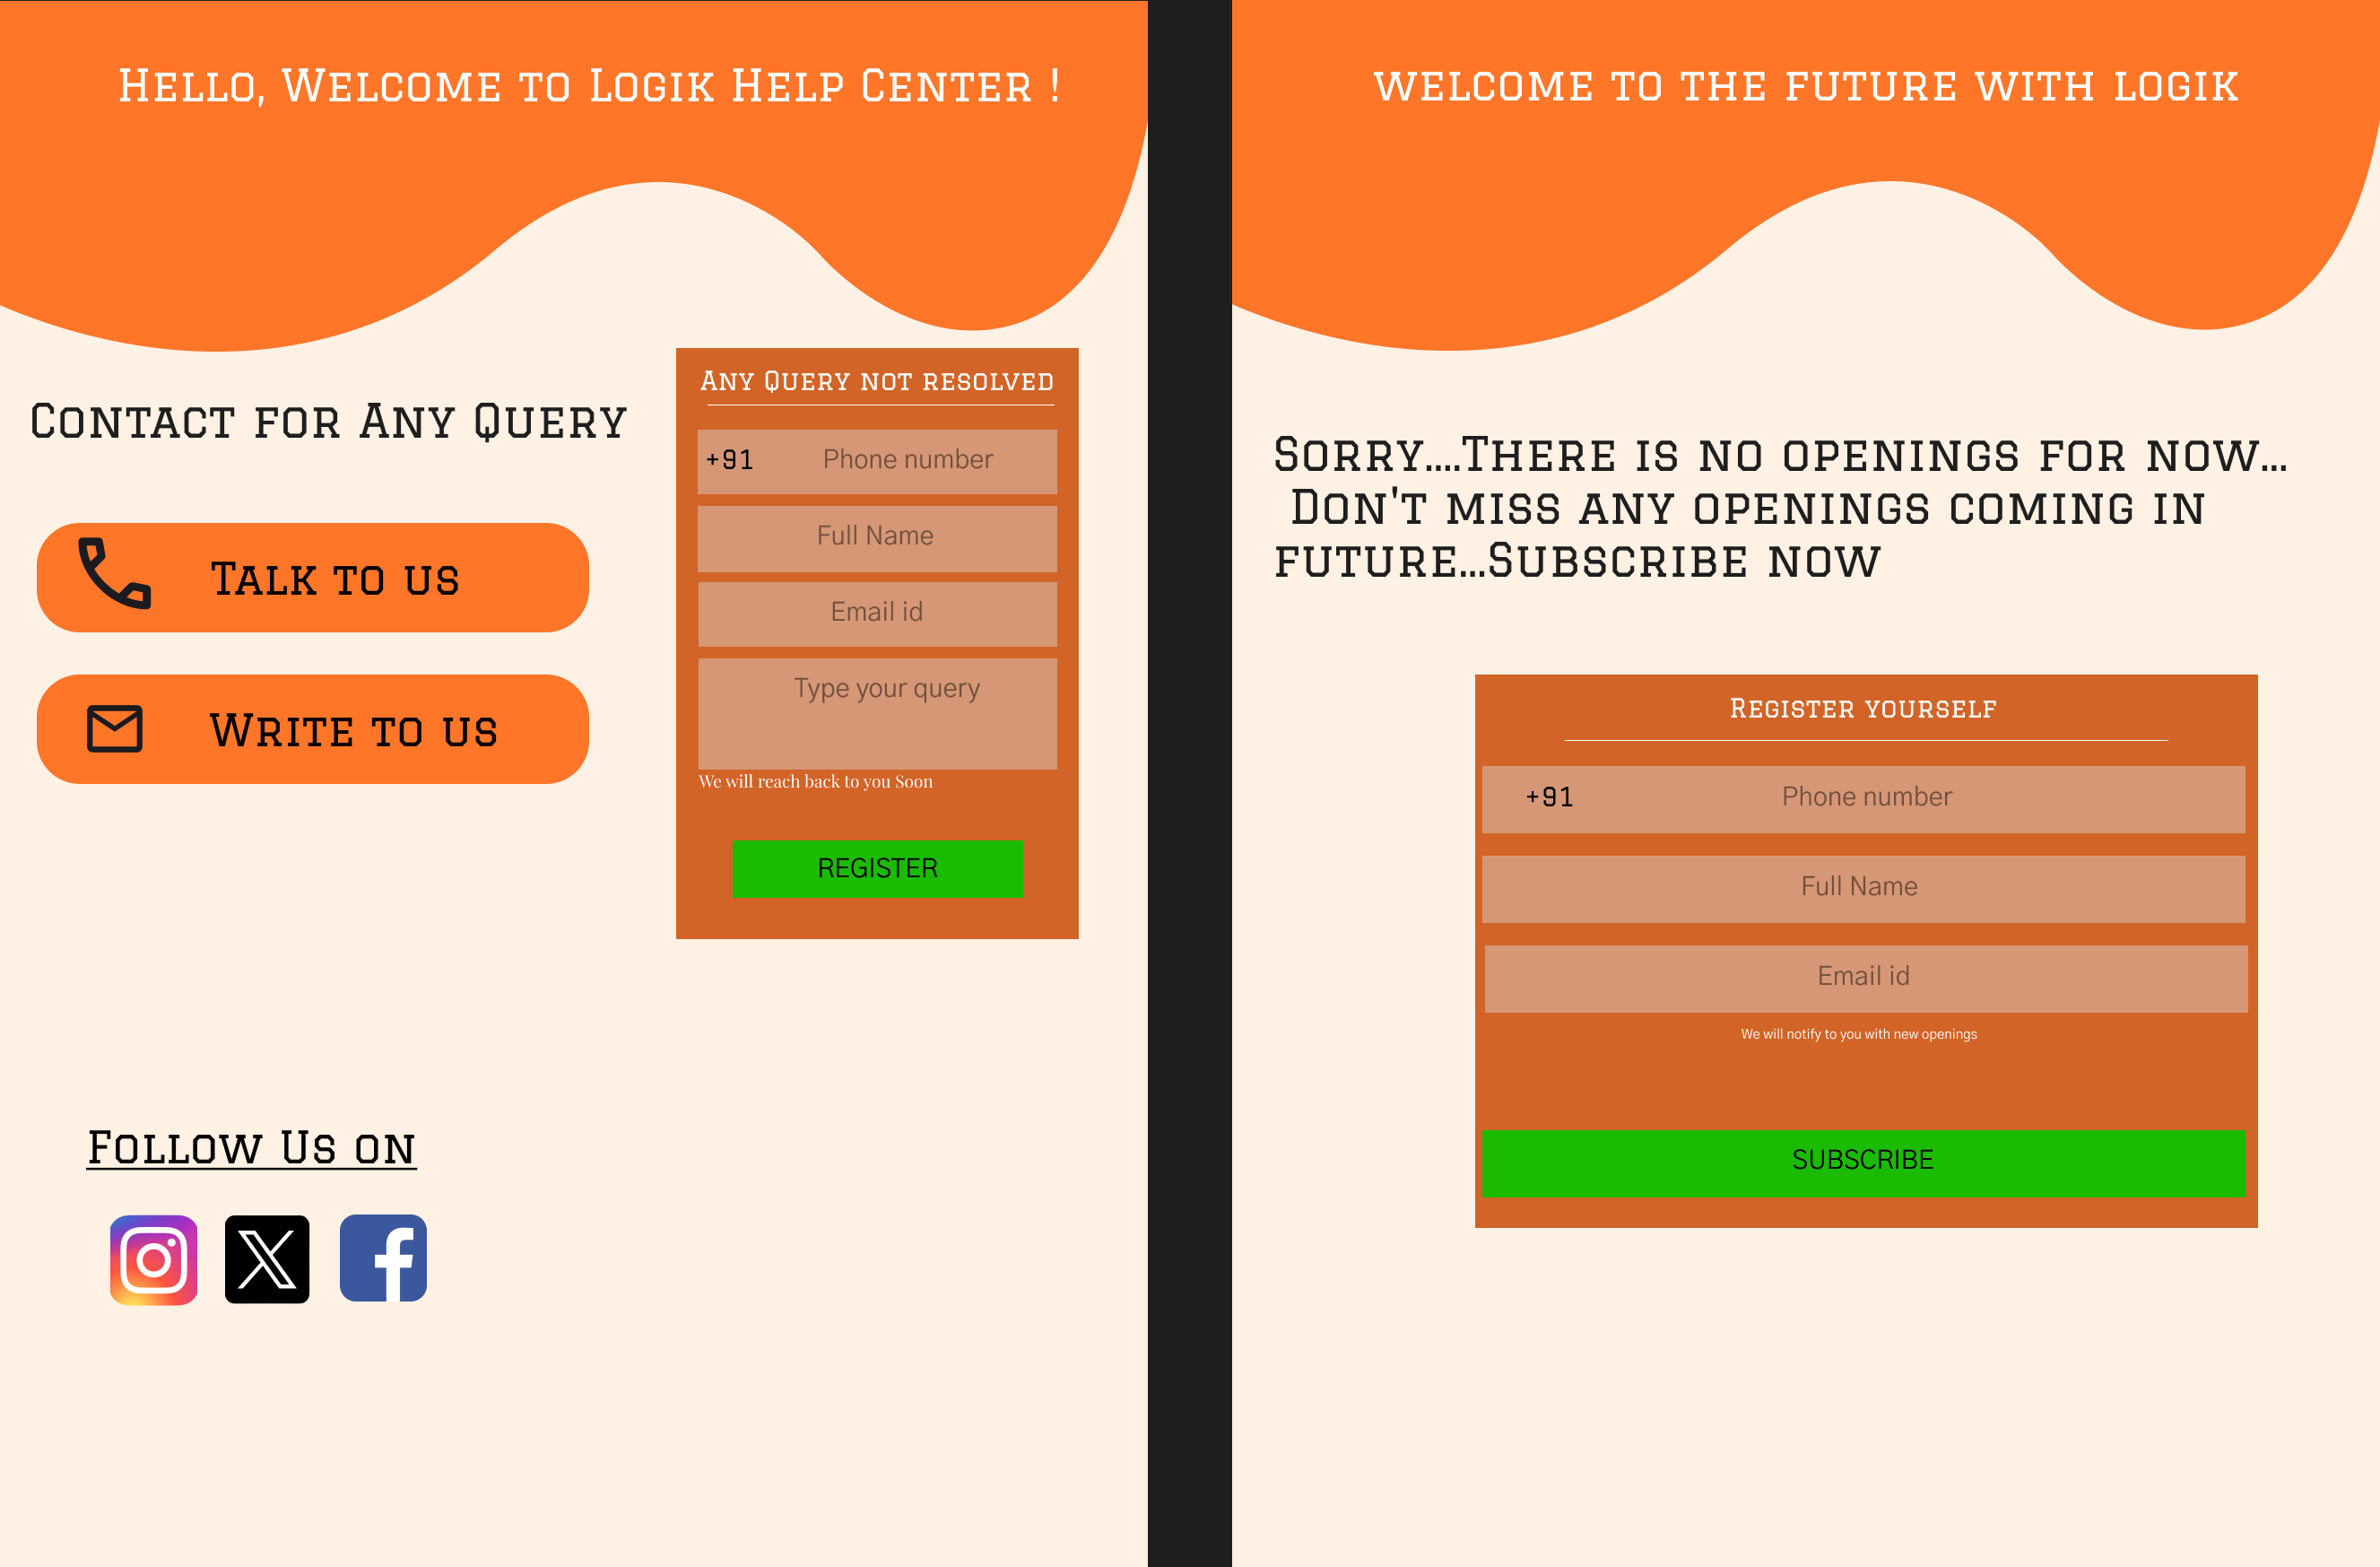 Hello, Welcome to Logik Help Center !
Contact for Any Query
Talk to us
Write to us
Any Query not resolved
+91 Phone number
Full Name
Email id
Type your query
We will reach back to you Soon
REGISTER
Follow Us on
welcome to the future with logik
Sorry....There is no openings for now...
Don't miss any openings coming in
future...Subscribe now
Register yourself
+91 Phone number
Full Name
Email id
We will notify to you with new openings
SUBSCRIBE